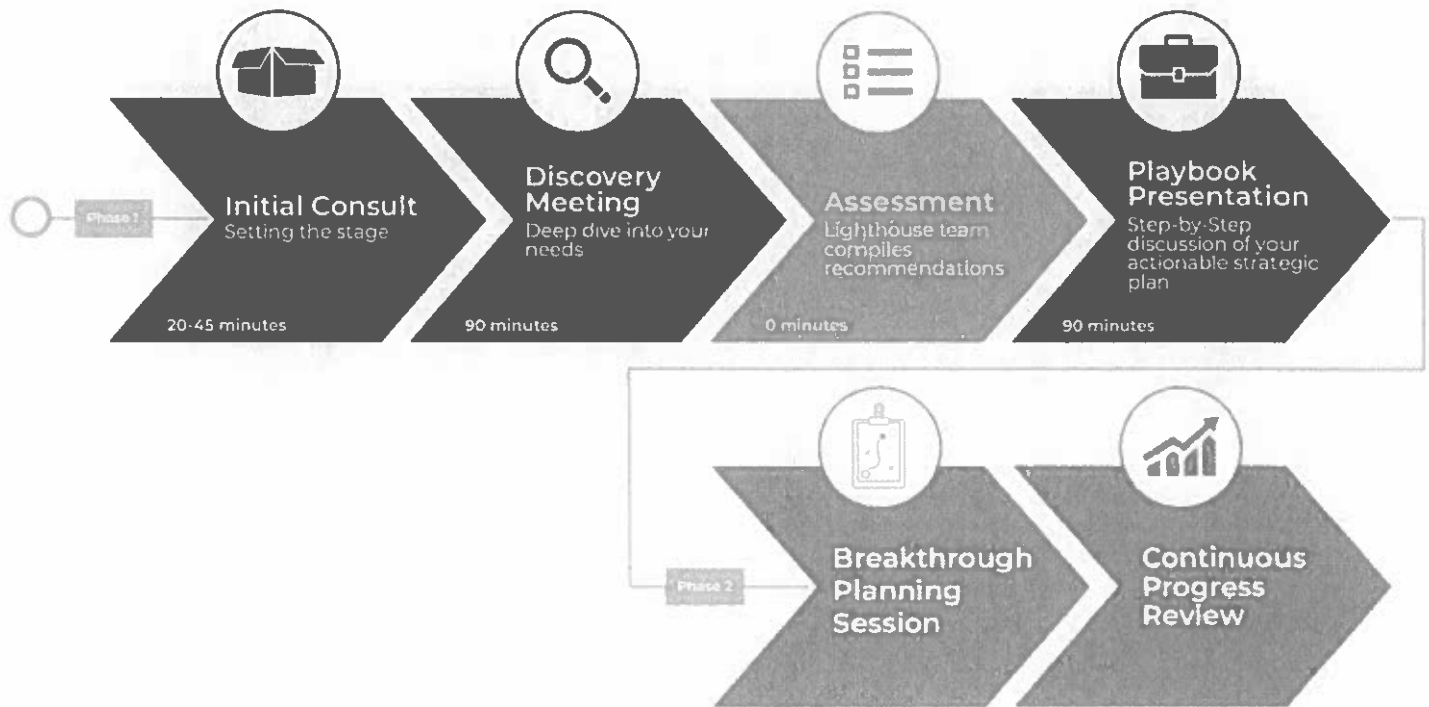 Phase 1
Initial Consult
Setting the stage
20-45 minutes
Discovery
Meeting
Deep dive into your
needs
90 minutes
Assessment
Lighthouse team
compiles
recommendations
0 minutes
Playbook
Presentation
Step-by-Step
discussion of your
actionable strategic
plan
90 minutes
Phase 2
Breakthrough
Planning
Session
Continuous
Progress
Review